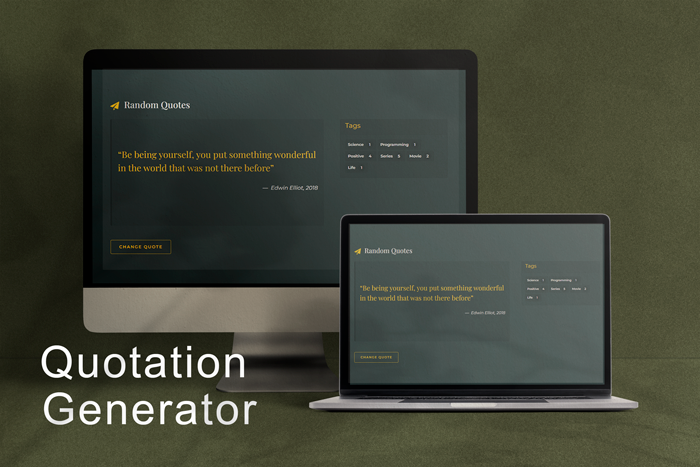 Random Quotes
“Be being yourself, you put something wonderful
in the world that was not there before”
— Edwin Elliot, 2018
CHANGE QUOTE
Tags
Science 1 Programming 1
Positive 4 Series 5 Movie 3
Life 1
Random Quotes
“Be being yourself, you put something wonderful
in the world that was not there before”
— Edwin Elliot, 2018
CHANGE QUOTE
Tags
Science 1 Programming 1
Positive 4 Series 5 Movie 3
Life 1
Quotation
Generator